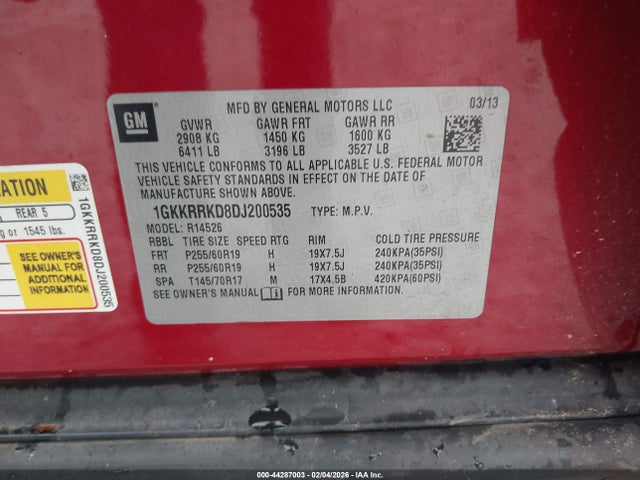 GM
MFD BY GENERAL MOTORS LLC
03/13
GVWR GAWR FRT GAWR RR
2908 KG 1450 KG 1600 KG
6411 LB 3196 LB 3527 LB
THIS VEHICLE CONFORMS TO ALL APPLICABLE U.S. FEDERAL MOTOR
VEHICLE SAFETY STANDARDS IN EFFECT ON THE DATE OF
MANUFACTURE SHOWN ABOVE.
1GKKRRKD8DJ200535 TYPE: M.P.V.
MODEL: R14526
RBBL TIRE SIZE SPEED RTG RIM COLD TIRE PRESSURE
FRT P255/60R19 H 19X7.5J 240KPA(35PSI)
RR P255/60R19 H 19X7.5J 240KPA(35PSI)
SPA T145/70R17 M 17X4.5B 420KPA(60PSI)
SEE OWNER'S MANUAL FOR MORE INFORMATION
REAR 5
or 1545 lbs.
SEE OWNER'S
MANUAL FOR
ADDITIONAL
INFORMATION
1GKKRRKD8DJ200535
000-44287003 - 02/04/2026 - IAAI.COM